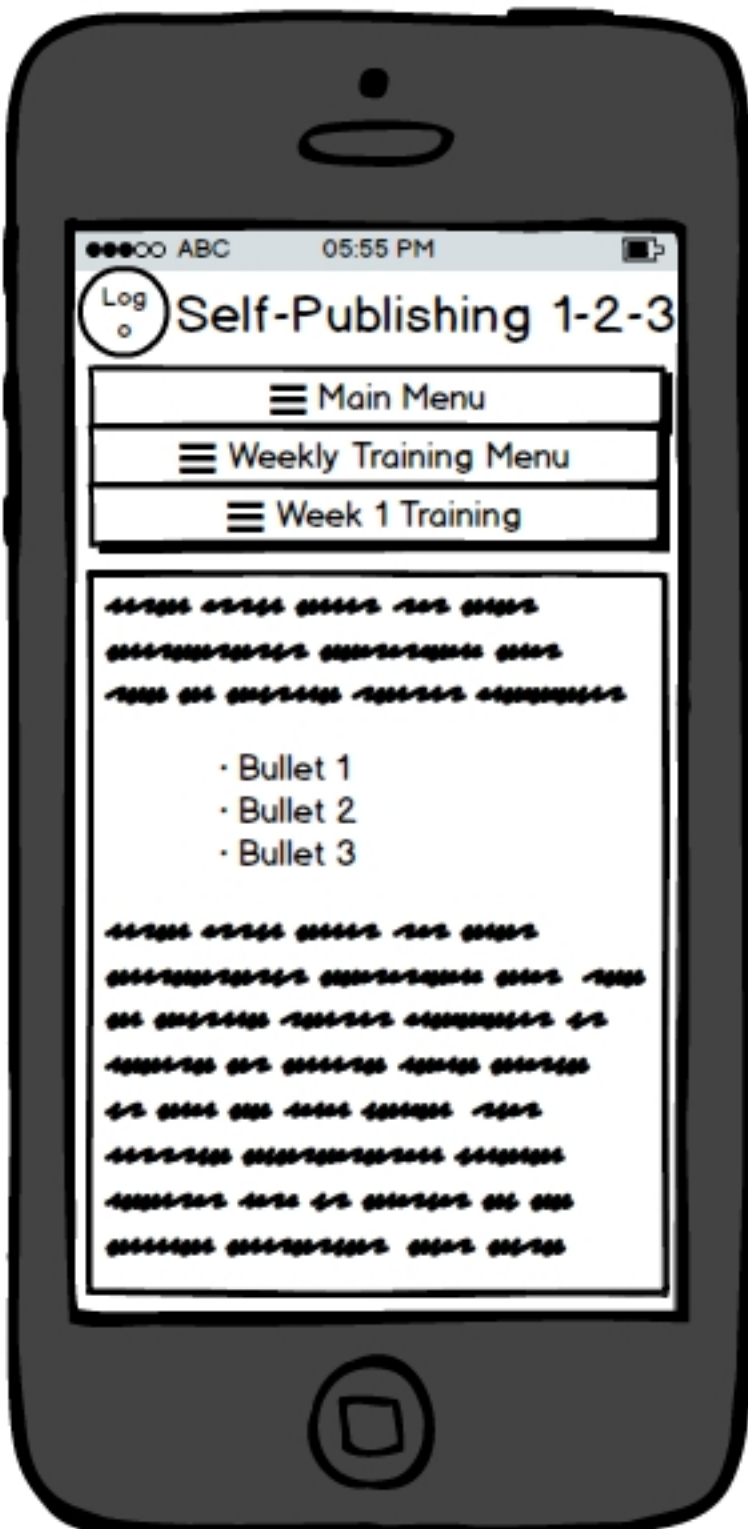 ABC 05:55 PM
Log
o
Self-Publishing 1-2-3
Main Menu
Weekly Training Menu
Week 1 Training
· Bullet 1
· Bullet 2
· Bullet 3